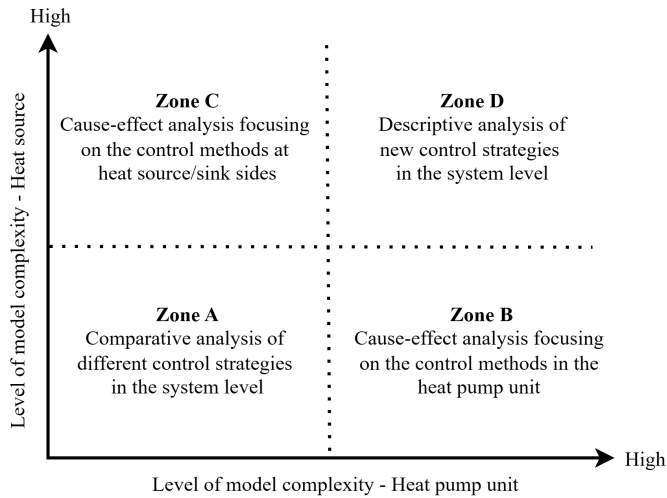 High
Level of model complexity - Heat source
Zone C
Cause-effect analysis focusing
on the control methods at
heat source/sink sides
Zone D
Descriptive analysis of
new control strategies
in the system level
Zone A
Comparative analysis of
different control strategies
in the system level
Zone B
Cause-effect analysis focusing
on the control methods in the
heat pump unit
High
Level of model complexity - Heat pump unit